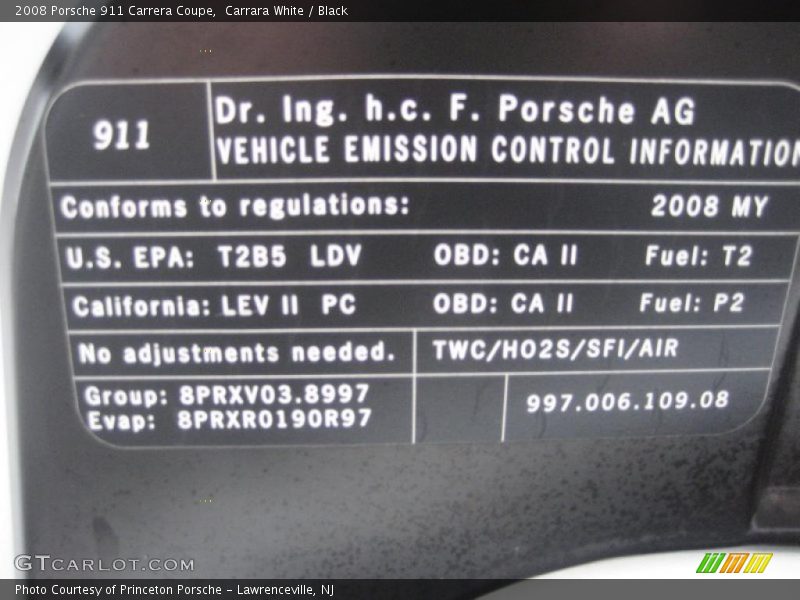 2008 Porsche 911 Carrera Coupe,  Carrara White / Black
911
Dr. Ing. h.c. F. Porsche AG
VEHICLE EMISSION CONTROL INFORMATION
Conforms to regulations: 2008 MY
U.S. EPA: T2B5 LDV OBD: CA II Fuel: T2
California: LEV II PC OBD: CA II Fuel: P2
No adjustments needed. TWC/HO2S/SFI/AIR
Group: 8PRXV03.8997
Evap: 8PRXR0190R97
997.006.109.08
GTCARLOT.COM
Photo Courtesy of Princeton Porsche - Lawrenceville, NJ